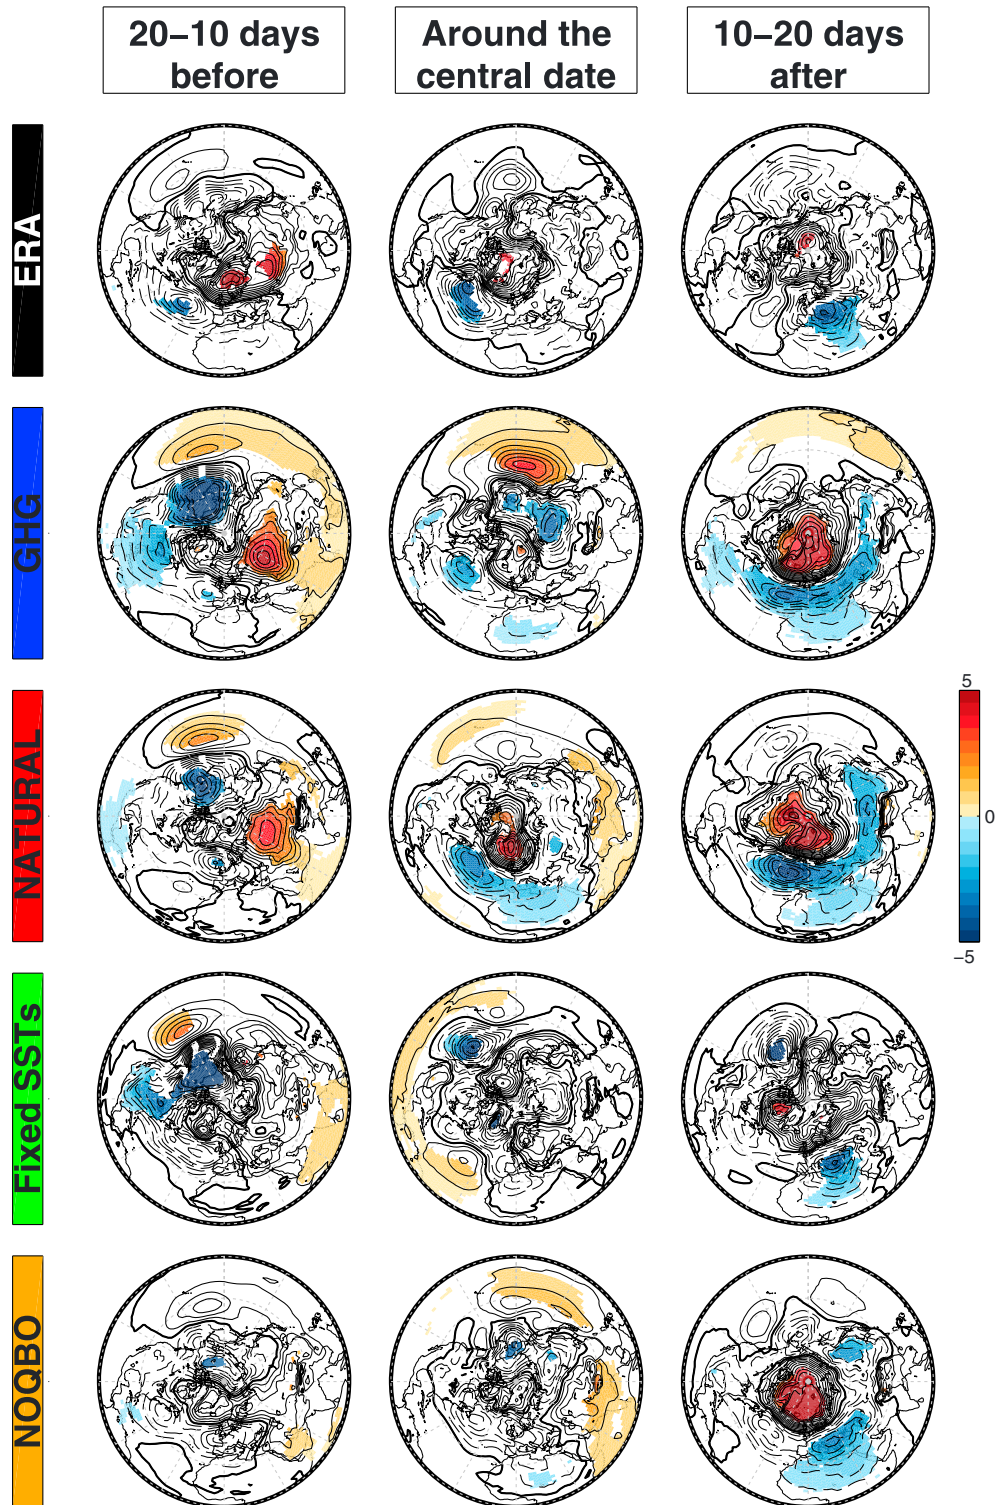 20–10 days
before
Around the
central date
10–20 days
after
ERA
GHG
NATURAL
Fixed SSTs
NOQBO
5
0
−5